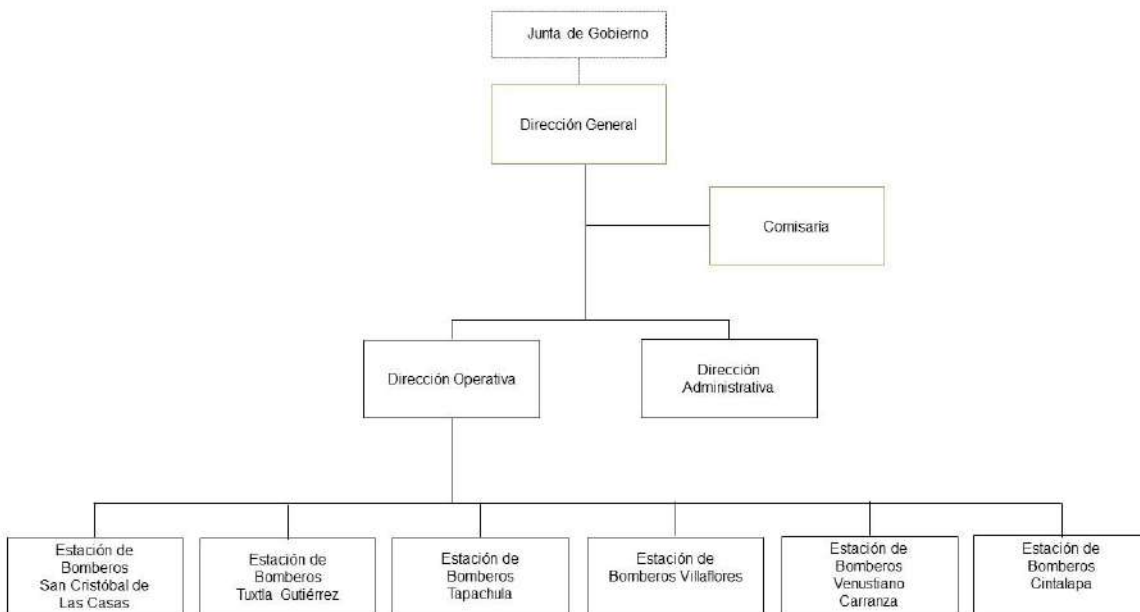 Junta de Gobierno
Dirección General
Comisaría
Dirección Operativa
Dirección
Administrativa
Estación de
Bomberos
San Cristóbal de
Las Casas
Estación de
Bomberos
Tuxtla Gutiérrez
Estación de
Bomberos
Tapachula
Estación de
Bomberos Villaflores
Estación de
Bomberos
Venustiano
Carranza
Estación de
Bomberos
Cintalapa